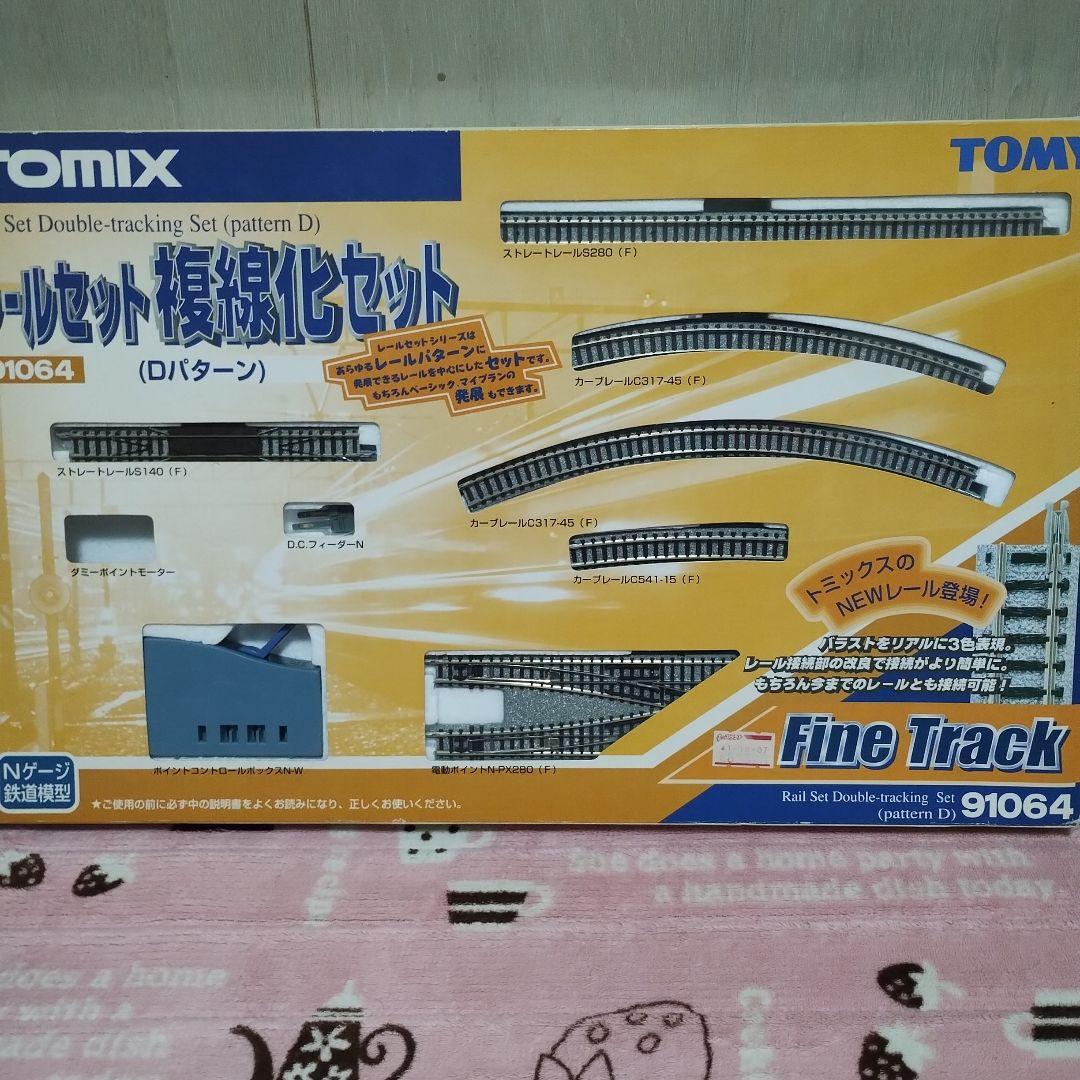 TOMIX
TOMY
Set Double-tracking Set (pattern D)
ールセット 複線化セット
91064
(Dパターン)
レールセットシリーズは
あらゆるレールパターンに
発展できるレールを中心にしたセットです。
もちろんベーシック、マイプランの
発展もできます。
ストレートレールS280（F）
カーブレールC317-45（F）
ストレートレールS140（F）
カーブレールC317-45（F）
D.C.フィーダーN
ダミーポイントモーター
カーブレールC541-15（F）
トミックスの
NEWレール登場!
バラストをリアルに3色表現。
レール接続部の改良で接続がより簡単に。
もちろん今までのレールとも接続可能!
Fine Track
ポイントコントロールボックスN-W
電動ポイントN-PX280（F）
Nゲージ
鉄道模型
★ご使用の前に必ず中の説明書をよくお読みになり、正しくお使いください。
Rail Set Double-tracking Set
(pattern D) 91064
She does a home party with
a handmade dish today.
does a home
with a
made dish